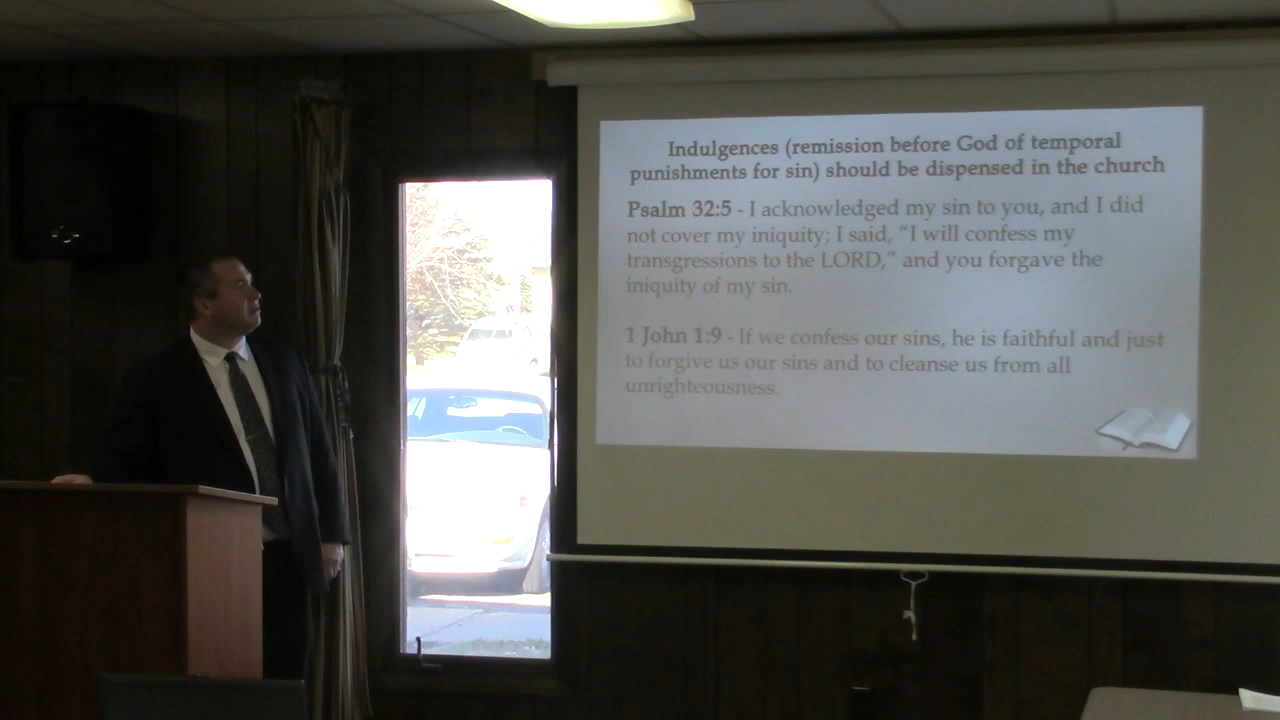 Indulgences (remission before God of temporal
punishments for sin) should be dispensed in the church
Psalm 32:5 - I acknowledged my sin to you, and I did
not cover my iniquity; I said, “I will confess my
transgressions to the LORD,” and you forgave the
iniquity of my sin.
1 John 1:9 - If we confess our sins, he is faithful and just
to forgive us our sins and to cleanse us from all
unrighteousness.